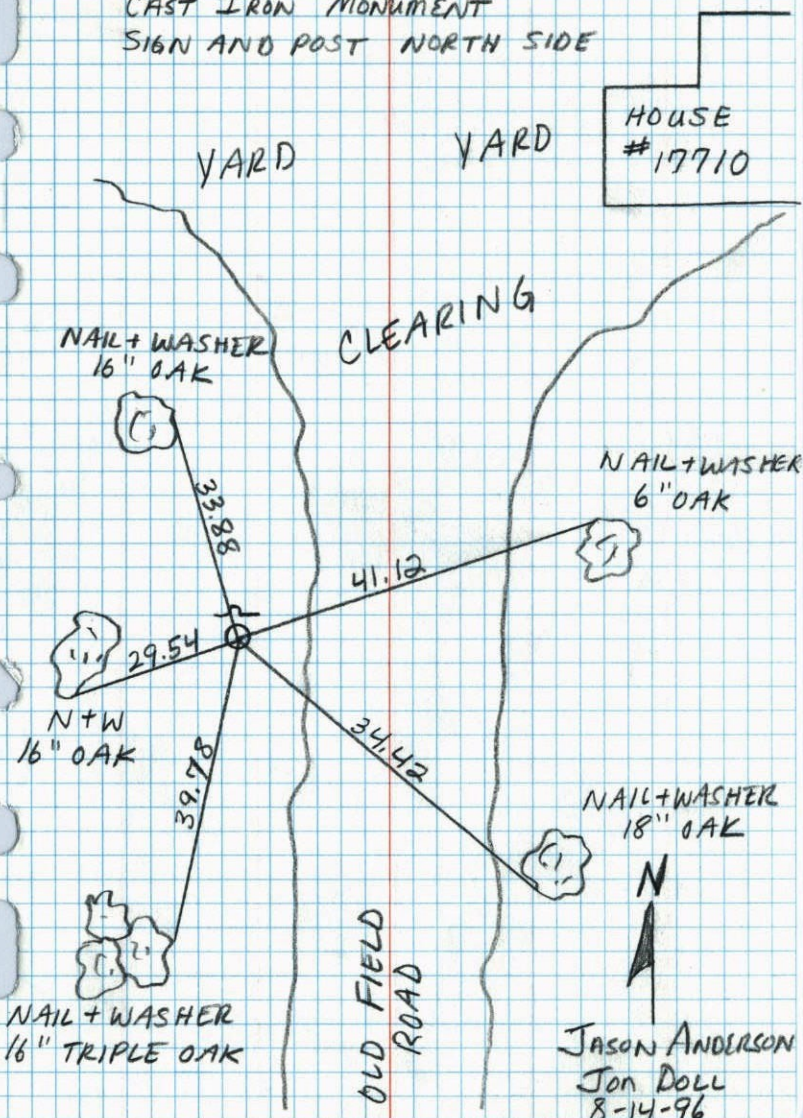 CAST IRON MONUMENT
SIGN AND POST NORTH SIDE
HOUSE
# 17710
YARD
YARD
CLEARING
NAIL + WASHER
16" OAK
33.88
NAIL + WASHER
6" OAK
41.12
29.54
N + W
16" OAK
34.42
39.78
NAIL + WASHER
18" OAK
N
OLD FIELD
ROAD
NAIL + WASHER
16" TRIPLE OAK
JASON ANDERSON
JON DOLL
8-14-96